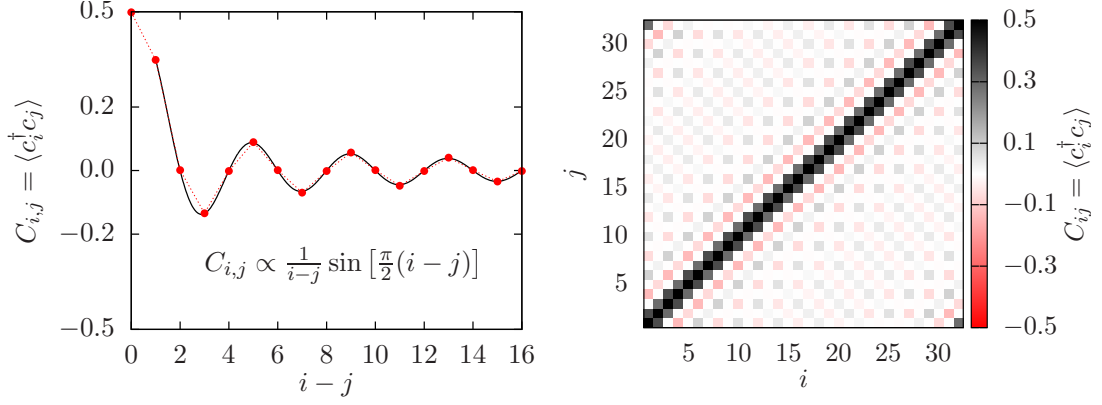 C_{i,j} = ⟨c_i^† c_j⟩
0.5
0.2
0.0
−0.2
−0.5
C_{i,j} ∝ \frac{1}{i−j} sin [\frac{π}{2}(i − j)]
0 2 4 6 8 10 12 14 16
i − j
j
30
25
20
15
10
5
5 10 15 20 25 30
i
0.5
0.3
0.1
−0.1
−0.3
−0.5
C_{ij} = ⟨c_i^† c_j⟩